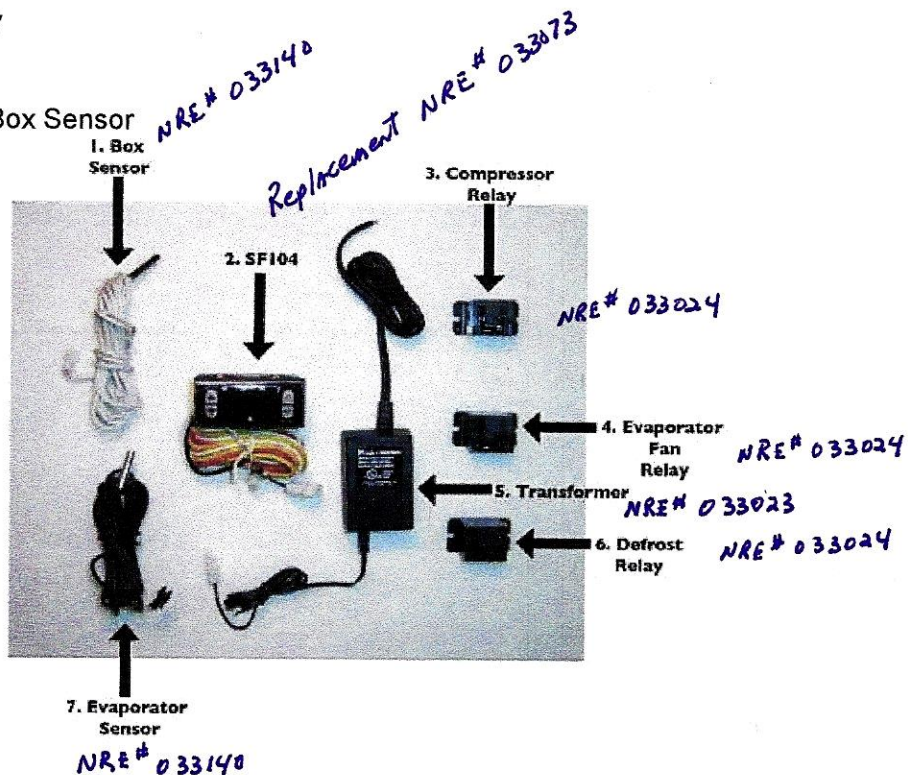 Box Sensor
NRE# 033140
1. Box
Sensor
Replacement NRE# 033073
2. SF104
3. Compressor
Relay
NRE# 033024
4. Evaporator
Fan
Relay
NRE# 033024
5. Transformer
NRE# 033023
6. Defrost
Relay
NRE# 033024
7. Evaporator
Sensor
NRE# 033140